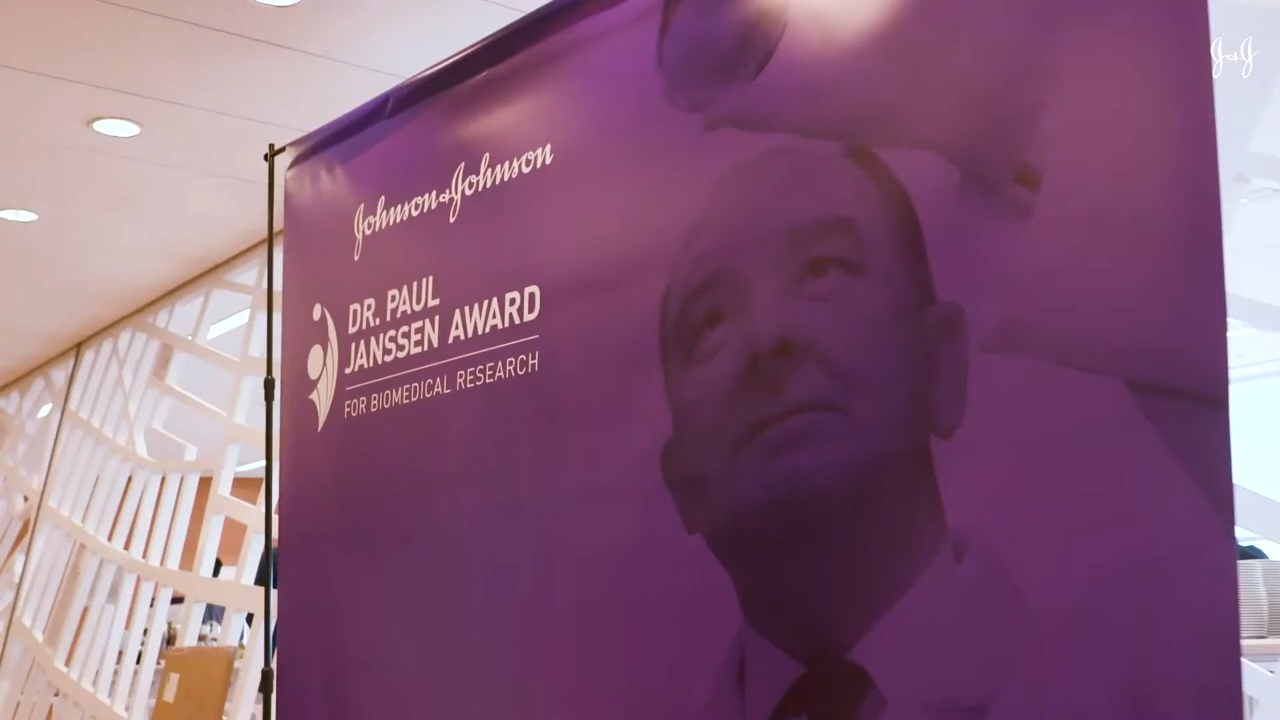 J&J
Johnson&Johnson
DR. PAUL
JANSSEN AWARD
FOR BIOMEDICAL RESEARCH